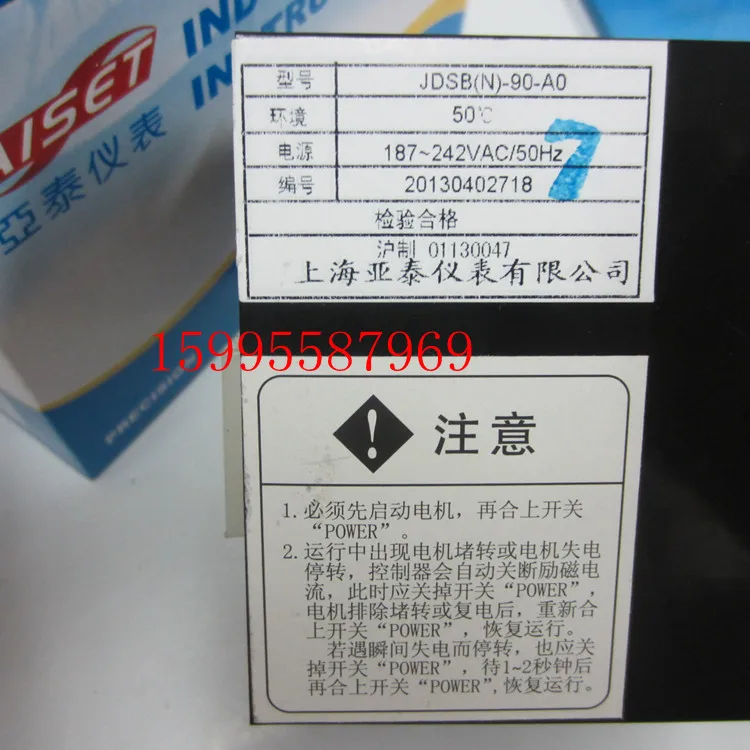 IND
INSTRU
AISET
亞泰仪表
PRECISI
型号 JDSB(N)-90-A0
环境 50℃
电源 187~242VAC/50Hz
编号 20130402718
7
检验合格
沪制 01130047
上海亚泰仪表有限公司
15995587969
注意
1. 必须先启动电机，再合上开关
“POWER”。
2. 运行中出现电机堵转或电机失电
停转，控制器会自动关断励磁电
流，此时应关掉开关“POWER”，
电机排除堵转或复电后，重新合
上开关“POWER”，恢复运行。
若遇瞬间失电而停转，也应关
掉开关“POWER”，待1~2秒钟后
再合上开关“POWER”,恢复运行。